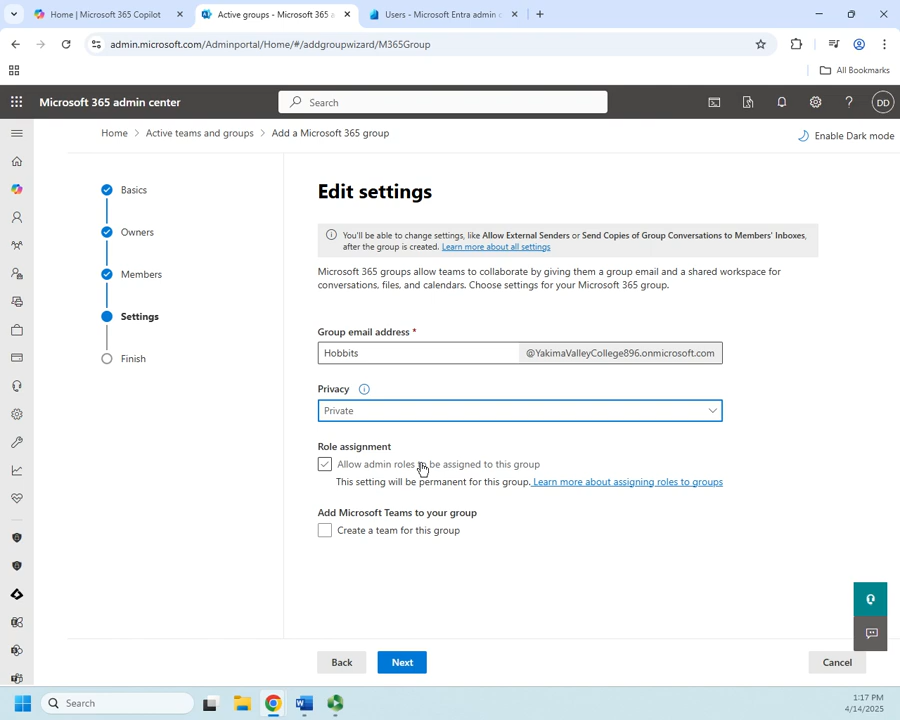 Home | Microsoft 365 Copilot
Active groups - Microsoft 365 a
Users - Microsoft Entra admin c
admin.microsoft.com/Adminportal/Home/#/addgroupwizard/M365Group
All Bookmarks
Microsoft 365 admin center
Search
DD
Home > Active teams and groups > Add a Microsoft 365 group
Enable Dark mode
Basics
Owners
Members
Settings
Finish
Edit settings
You'll be able to change settings, like Allow External Senders or Send Copies of Group Conversations to Members' Inboxes,
after the group is created. Learn more about all settings
Microsoft 365 groups allow teams to collaborate by giving them a group email and a shared workspace for
conversations, files, and calendars. Choose settings for your Microsoft 365 group.
Group email address *
Hobbits @YakimaValleyCollege896.onmicrosoft.com
Privacy
Private
Role assignment
Allow admin roles to be assigned to this group
This setting will be permanent for this group. Learn more about assigning roles to groups
Add Microsoft Teams to your group
Create a team for this group
Back
Next
Cancel
Search
1:17 PM
4/14/2025